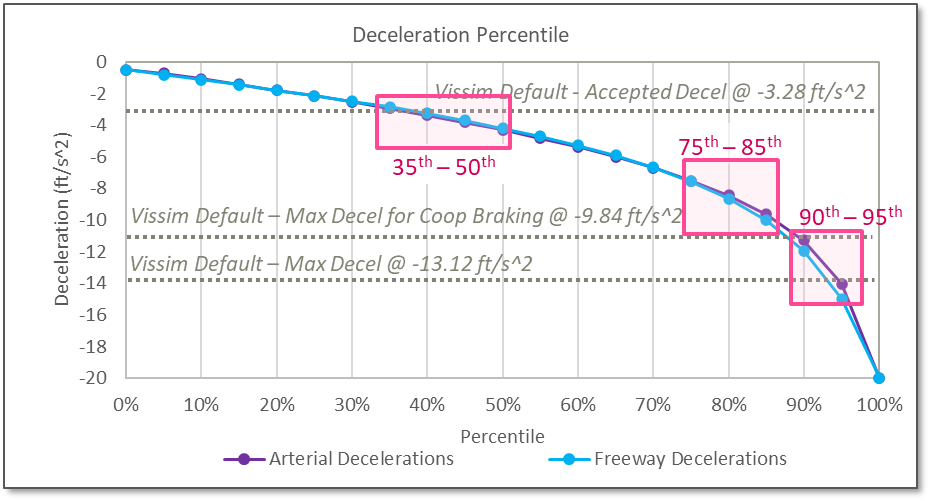 Deceleration Percentile
Deceleration (ft/s^2)
0
-2
-4
-6
-8
-10
-12
-14
-16
-18
-20
Vissim Default - Accepted Decel @ -3.28 ft/s^2
35th – 50th
75th – 85th
Vissim Default – Max Decel for Coop Braking @ -9.84 ft/s^2
90th – 95th
Vissim Default – Max Decel @ -13.12 ft/s^2
0% 10% 20% 30% 40% 50% 60% 70% 80% 90% 100%
Percentile
Arterial Decelerations Freeway Decelerations